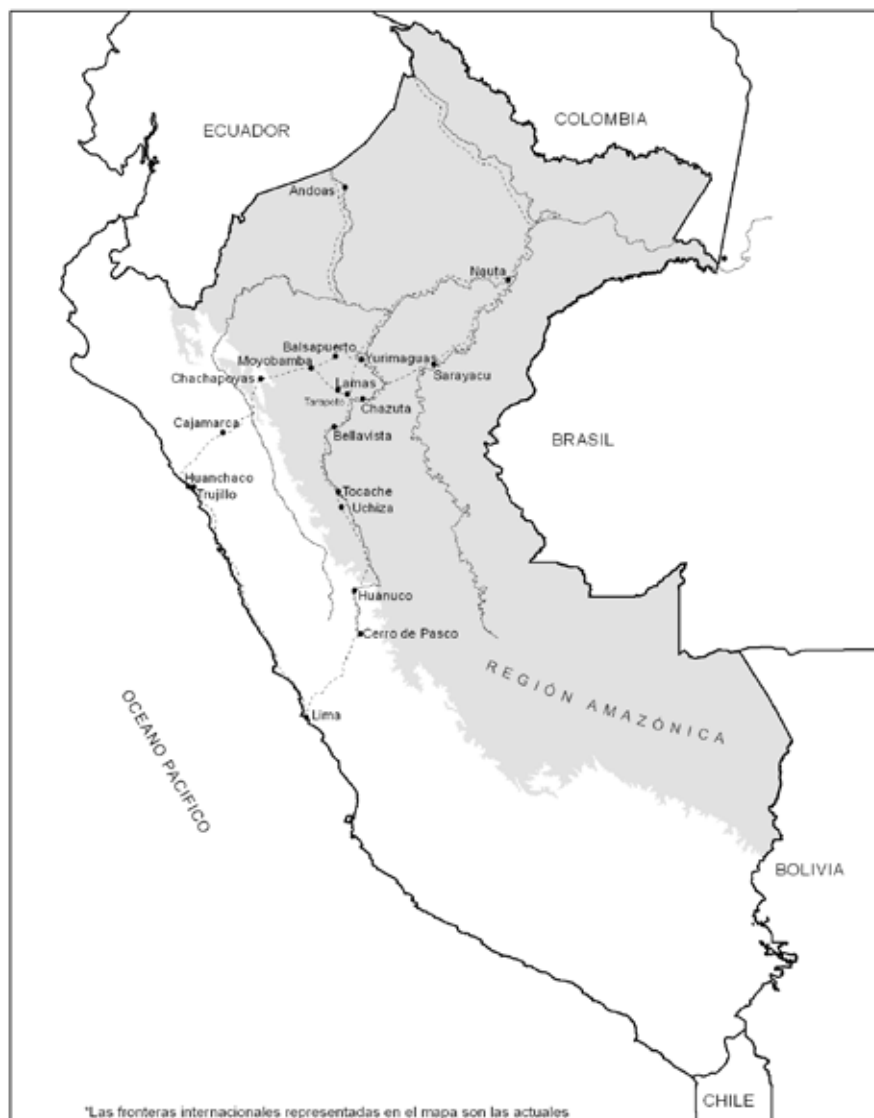 COLOMBIA
ECUADOR
Andoas
Nauta
Balsapuerto
Moyobamba
Yurimaguas
Sarayacu
Chachapoyas
Lamas
Tarapoto
Chazuta
Cajamarca
Bellavista
BRASIL
Huanchaco
Trujillo
Tocache
Uchiza
Huanuco
Cerro de Pasco
REGIÓN AMAZÓNICA
Lima
OCEANO PACIFICO
BOLIVIA
CHILE
*Las fronteras internacionales representadas en el mapa son las actuales